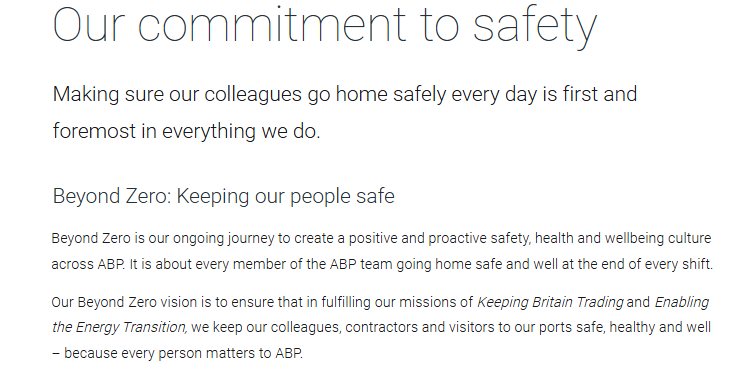 Our commitment to safety
Making sure our colleagues go home safely every day is first and
foremost in everything we do.
Beyond Zero: Keeping our people safe
Beyond Zero is our ongoing journey to create a positive and proactive safety, health and wellbeing culture
across ABP. It is about every member of the ABP team going home safe and well at the end of every shift.
Our Beyond Zero vision is to ensure that in fulfilling our missions of Keeping Britain Trading and Enabling
the Energy Transition, we keep our colleagues, contractors and visitors to our ports safe, healthy and well
– because every person matters to ABP.